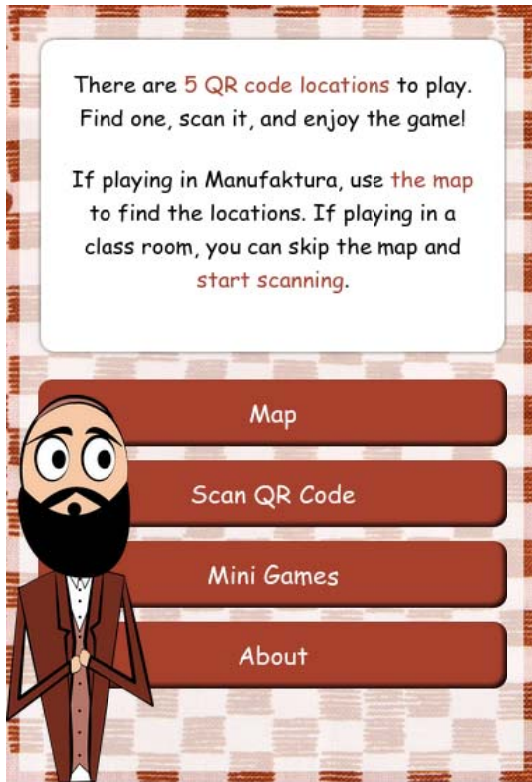 There are 5 QR code locations to play.
Find one, scan it, and enjoy the game!
If playing in Manufaktura, use the map
to find the locations. If playing in a
class room, you can skip the map and
start scanning.
Map
Scan QR Code
Mini Games
About